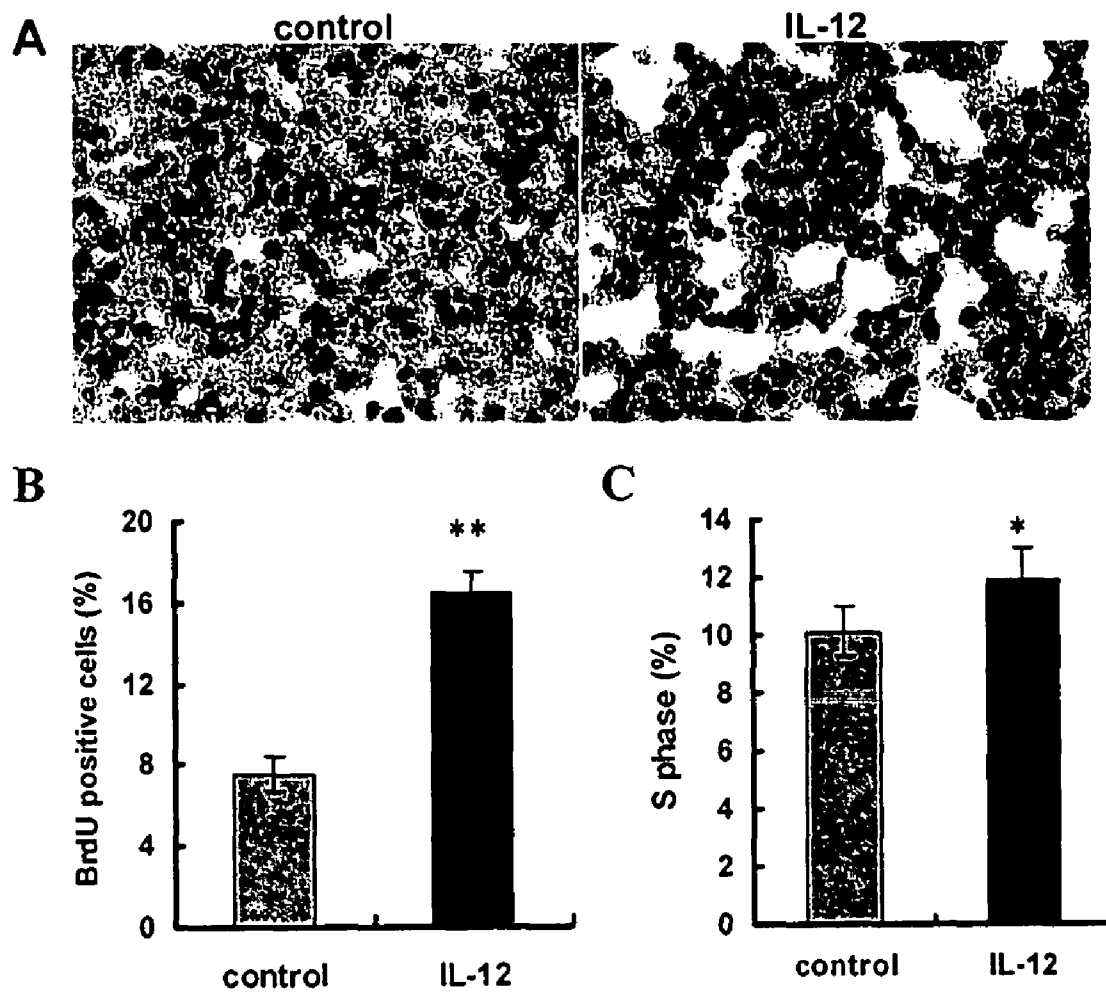 A
control
IL-12
B
BrdU positive cells (%)
20
16
12
8
4
0
**
control
IL-12
C
S phase (%)
14
12
10
8
6
4
2
0
*
control
IL-12